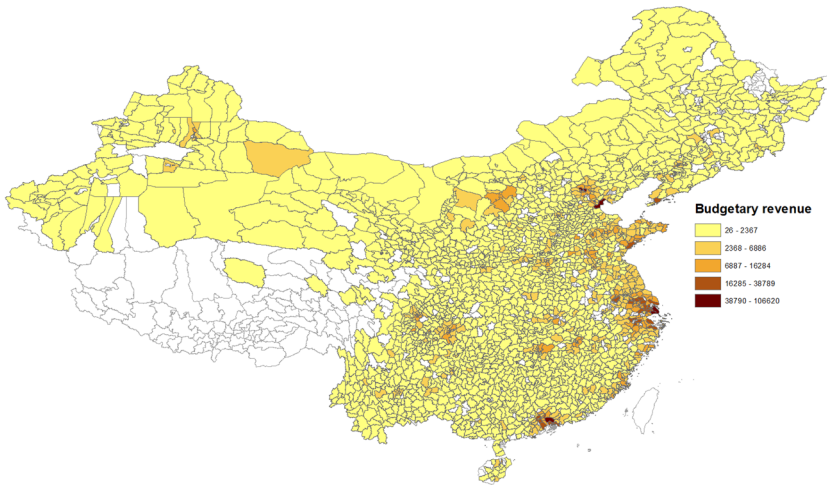 Budgetary revenue
26 - 2367
2368 - 6886
6887 - 16284
16285 - 38789
38790 - 106620